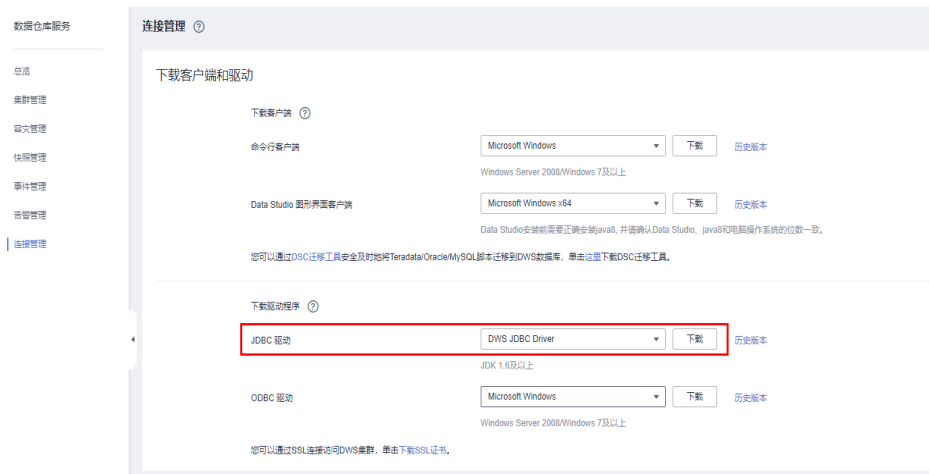 数据仓库服务
总览
集群管理
容灾管理
快照管理
事件管理
告警管理
连接管理
连接管理 ?
下载客户端和驱动
下载客户端 ?
命令行客户端 Microsoft Windows 下载 历史版本
Windows Server 2008/Windows 7及以上
Data Studio 图形界面客户端 Microsoft Windows x64 下载 历史版本
Data Studio安装前需要正确安装java8, 并请确认Data Studio、java8和电脑操作系统的位数一致。
您可以通过DSC迁移工具安全及时地将Teradata/Oracle/MySQL脚本迁移到DWS数据库，单击这里下载DSC迁移工具。
下载驱动程序 ?
JDBC 驱动 DWS JDBC Driver 下载 历史版本
JDK 1.6及以上
ODBC 驱动 Microsoft Windows 下载 历史版本
Windows Server 2008/Windows 7及以上
您可以通过SSL连接访问DWS集群，单击下载SSL证书。